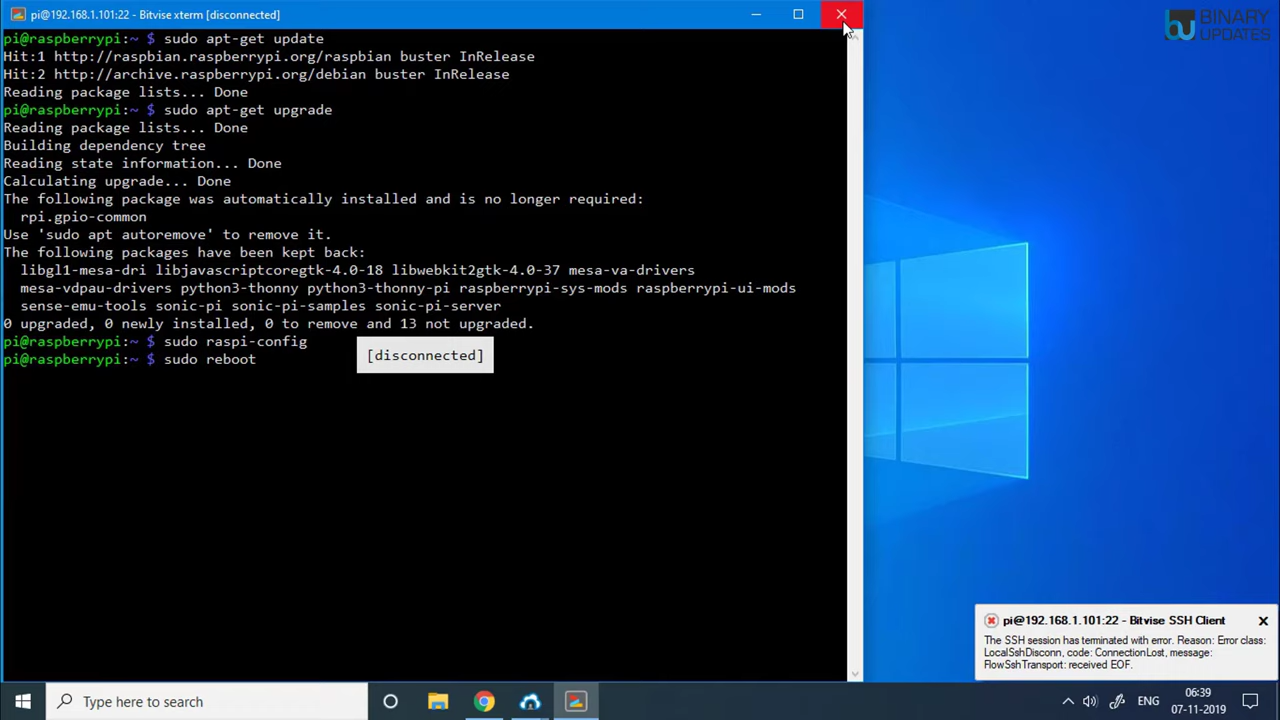 pi@192.168.1.101:22 - Bitvise xterm [disconnected]
BINARY
UPDATES
pi@raspberrypi:~ $ sudo apt-get update
Hit:1 http://raspbian.raspberrypi.org/raspbian buster InRelease
Hit:2 http://archive.raspberrypi.org/debian buster InRelease
Reading package lists... Done
pi@raspberrypi:~ $ sudo apt-get upgrade
Reading package lists... Done
Building dependency tree
Reading state information... Done
Calculating upgrade... Done
The following package was automatically installed and is no longer required:
rpi.gpio-common
Use 'sudo apt autoremove' to remove it.
The following packages have been kept back:
libgl1-mesa-dri libjavascriptcoregtk-4.0-18 libwebkit2gtk-4.0-37 mesa-va-drivers
mesa-vdpau-drivers python3-thonny python3-thonny-pi raspberrypi-sys-mods raspberrypi-ui-mods
sense-emu-tools sonic-pi sonic-pi-samples sonic-pi-server
0 upgraded, 0 newly installed, 0 to remove and 13 not upgraded.
pi@raspberrypi:~ $ sudo raspi-config
pi@raspberrypi:~ $ sudo reboot
[disconnected]
pi@192.168.1.101:22 - Bitvise SSH Client
The SSH session has terminated with error. Reason: Error class:
LocalSshDisconn, code: ConnectionLost, message:
FlowSshTransport: received EOF.
Type here to search
ENG
06:39
07-11-2019